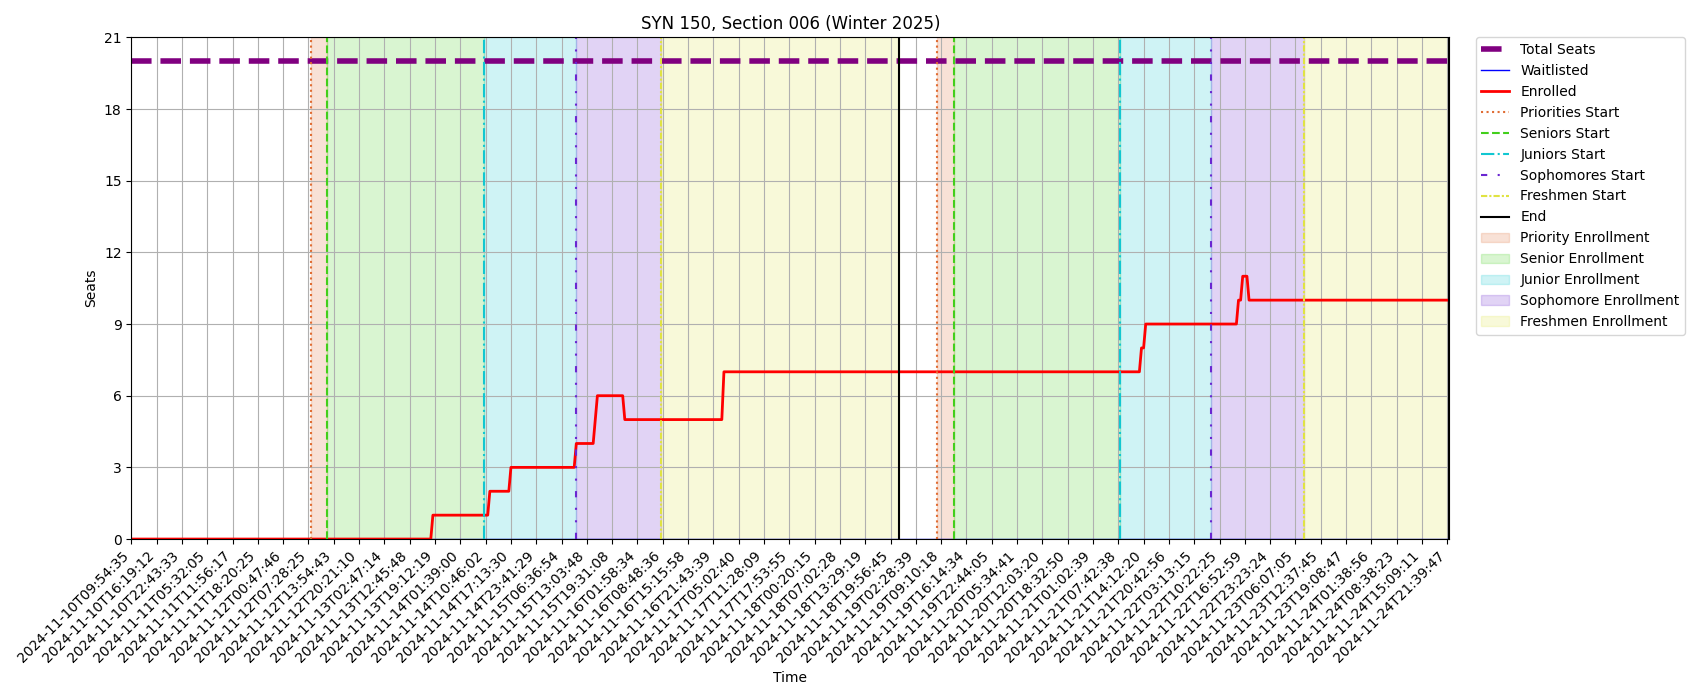 SYN 150, Section 006 (Winter 2025)
21
18
15
12
9
6
3
0
Seats
2024-11-10T09:54:35
2024-11-10T16:19:12
2024-11-10T22:43:33
2024-11-11T05:32:05
2024-11-11T11:56:17
2024-11-11T18:20:25
2024-11-12T00:47:46
2024-11-12T07:28:25
2024-11-12T13:54:43
2024-11-12T20:21:10
2024-11-13T02:47:14
2024-11-13T12:45:48
2024-11-13T19:12:19
2024-11-14T01:39:00
2024-11-14T10:46:02
2024-11-14T17:13:30
2024-11-14T23:41:29
2024-11-15T06:36:54
2024-11-15T13:03:48
2024-11-15T19:31:08
2024-11-16T01:58:34
2024-11-16T08:48:36
2024-11-16T15:15:58
2024-11-16T21:43:39
2024-11-17T05:02:40
2024-11-17T11:28:09
2024-11-17T17:53:55
2024-11-18T00:20:15
2024-11-18T07:02:28
2024-11-18T13:29:19
2024-11-18T19:56:45
2024-11-19T02:28:39
2024-11-19T09:10:18
2024-11-19T16:14:34
2024-11-19T22:44:05
2024-11-20T05:34:41
2024-11-20T12:03:20
2024-11-20T18:32:50
2024-11-21T01:02:39
2024-11-21T07:42:38
2024-11-21T14:12:20
2024-11-21T20:42:56
2024-11-22T03:13:15
2024-11-22T10:22:25
2024-11-22T16:52:59
2024-11-22T23:23:24
2024-11-23T06:07:05
2024-11-23T12:37:45
2024-11-23T19:08:47
2024-11-24T01:38:56
2024-11-24T08:38:23
2024-11-24T15:09:11
2024-11-24T21:39:47
Time
Total Seats
Waitlisted
Enrolled
Priorities Start
Seniors Start
Juniors Start
Sophomores Start
Freshmen Start
End
Priority Enrollment
Senior Enrollment
Junior Enrollment
Sophomore Enrollment
Freshmen Enrollment